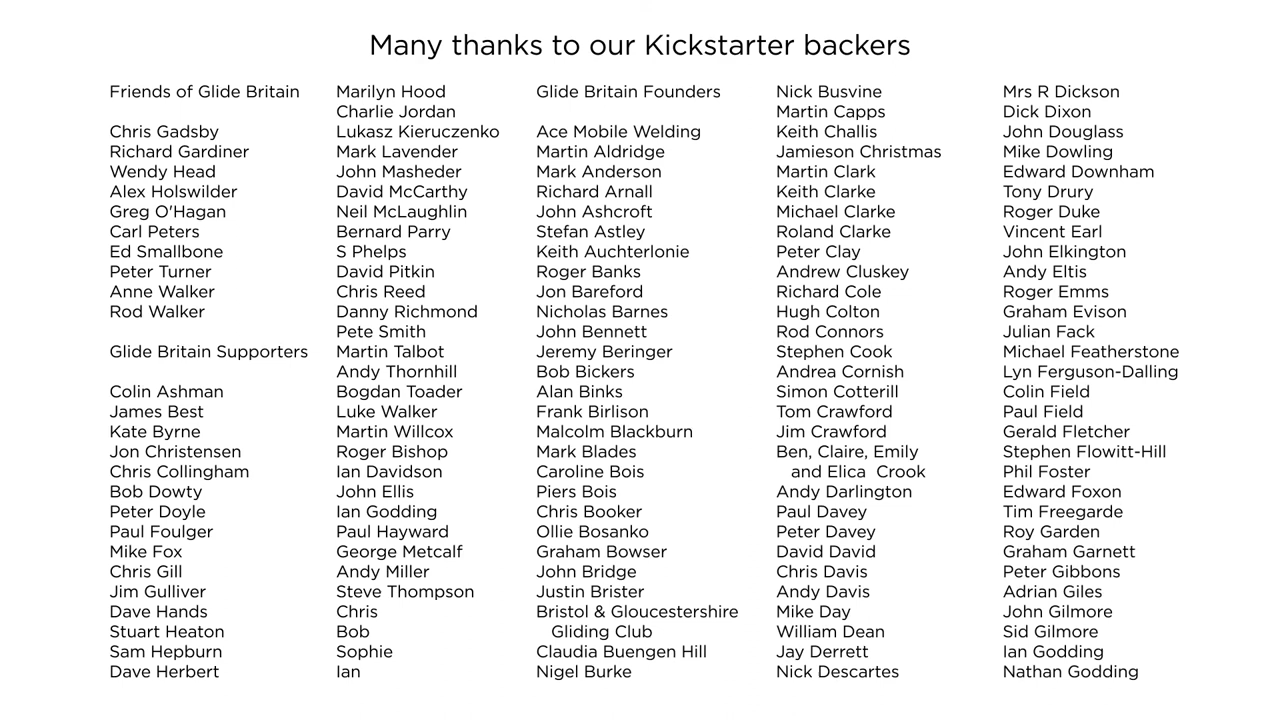 Many thanks to our Kickstarter backers
Friends of Glide Britain
Chris Gadsby
Richard Gardiner
Wendy Head
Alex Holswilder
Greg O'Hagan
Carl Peters
Ed Smallbone
Peter Turner
Anne Walker
Rod Walker
Glide Britain Supporters
Colin Ashman
James Best
Kate Byrne
Jon Christensen
Chris Collingham
Bob Dowty
Peter Doyle
Paul Foulger
Mike Fox
Chris Gill
Jim Gulliver
Dave Hands
Stuart Heaton
Sam Hepburn
Dave Herbert
Marilyn Hood
Charlie Jordan
Lukasz Kieruczenko
Mark Lavender
John Masheder
David McCarthy
Neil McLaughlin
Bernard Parry
S Phelps
David Pitkin
Chris Reed
Danny Richmond
Pete Smith
Martin Talbot
Andy Thornhill
Bogdan Toader
Luke Walker
Martin Willcox
Roger Bishop
Ian Davidson
John Ellis
Ian Godding
Paul Hayward
George Metcalf
Andy Miller
Steve Thompson
Chris
Bob
Sophie
Ian
Glide Britain Founders
Ace Mobile Welding
Martin Aldridge
Mark Anderson
Richard Arnall
John Ashcroft
Stefan Astley
Keith Auchterlonie
Roger Banks
Jon Bareford
Nicholas Barnes
John Bennett
Jeremy Beringer
Bob Bickers
Alan Binks
Frank Birlison
Malcolm Blackburn
Mark Blades
Caroline Bois
Piers Bois
Chris Booker
Ollie Bosanko
Graham Bowser
John Bridge
Justin Brister
Bristol & Gloucestershire
Gliding Club
Claudia Buengen Hill
Nigel Burke
Nick Busvine
Martin Capps
Keith Challis
Jamieson Christmas
Martin Clark
Keith Clarke
Michael Clarke
Roland Clarke
Peter Clay
Andrew Cluskey
Richard Cole
Hugh Colton
Rod Connors
Stephen Cook
Andrea Cornish
Simon Cotterill
Tom Crawford
Jim Crawford
Ben, Claire, Emily
and Elica  Crook
Andy Darlington
Paul Davey
Peter Davey
David David
Chris Davis
Andy Davis
Mike Day
William Dean
Jay Derrett
Nick Descartes
Mrs R Dickson
Dick Dixon
John Douglass
Mike Dowling
Edward Downham
Tony Drury
Roger Duke
Vincent Earl
John Elkington
Andy Eltis
Roger Emms
Graham Evison
Julian Fack
Michael Featherstone
Lyn Ferguson-Dalling
Colin Field
Paul Field
Gerald Fletcher
Stephen Flowitt-Hill
Phil Foster
Edward Foxon
Tim Freegarde
Roy Garden
Graham Garnett
Peter Gibbons
Adrian Giles
John Gilmore
Sid Gilmore
Ian Godding
Nathan Godding